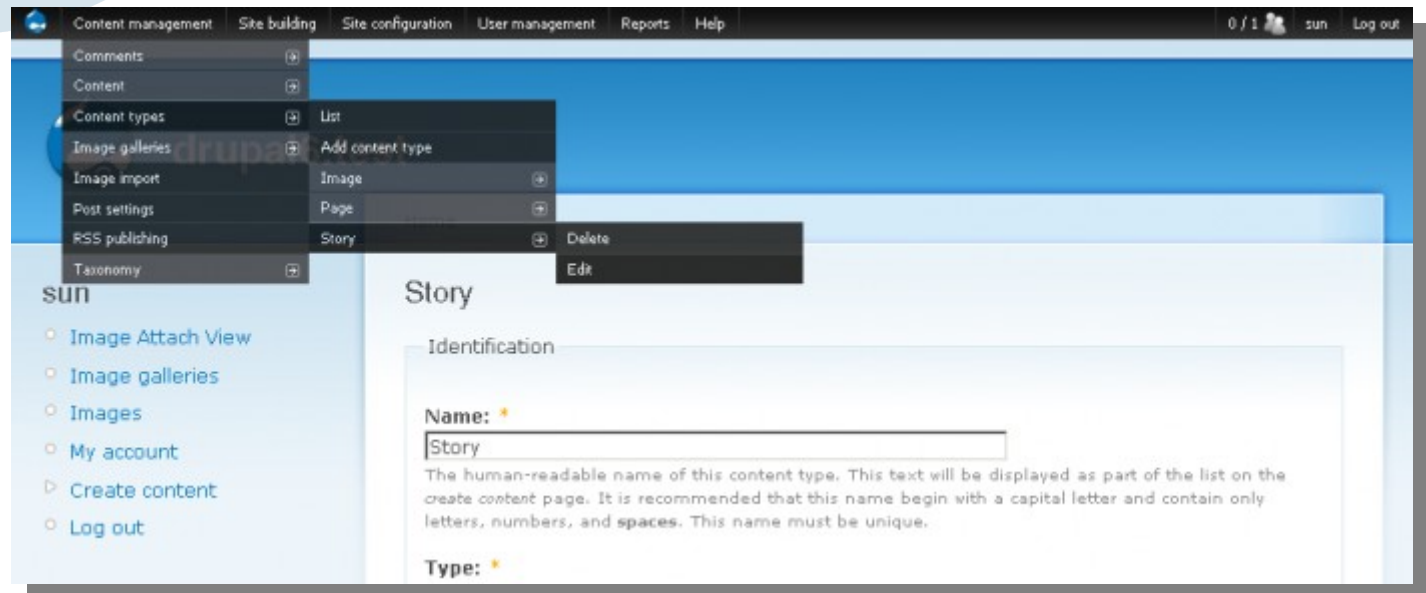 Content management Site building Site configuration User management Reports Help 0 / 1 sun Log out
Comments
Content
Content types List
Image galleries Add content type
Image import Image
Post settings Page
RSS publishing Story Delete
Taxonomy Edit
sun Story
Image Attach View
Identification
Image galleries
Images
Name: *
Story
My account
The human-readable name of this content type. This text will be displayed as part of the list on the
Create content
create content page. It is recommended that this name begin with a capital letter and contain only
letters, numbers, and spaces. This name must be unique.
Log out
Type: *